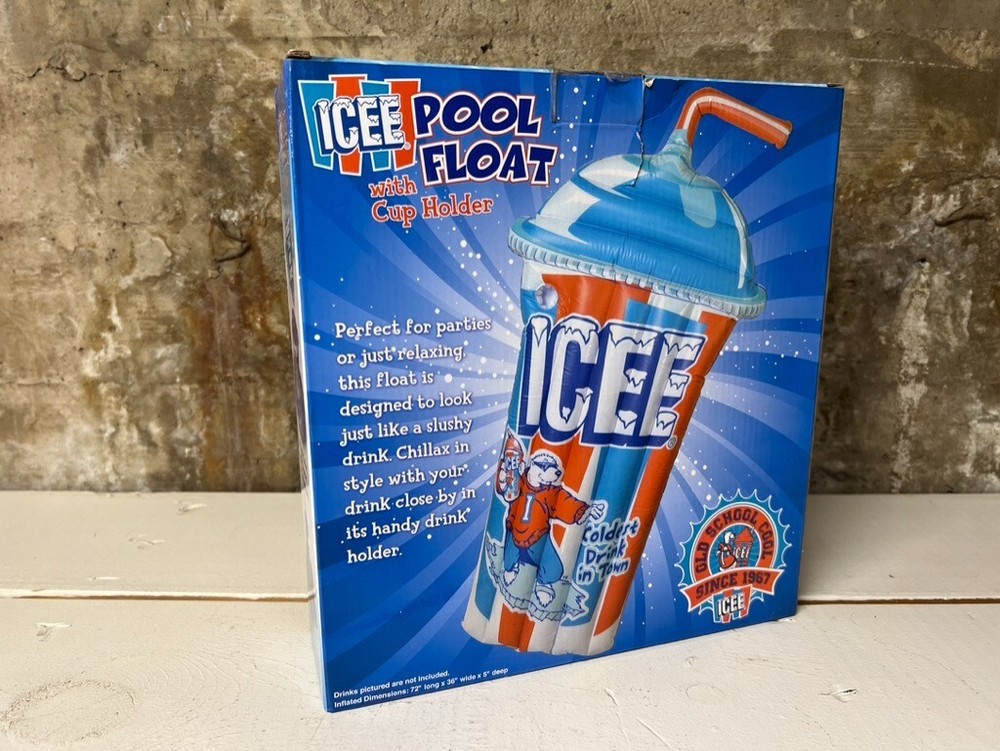 ICEE POOL
FLOAT
with
Cup Holder
Perfect for parties
or just relaxing,
this float is
designed to look
just like a slushy
drink. Chillax in
style with your
drink close by in
its handy drink
holder.
ICEE
ICEE
I
Coldest
Drink
in Town
OLD SCHOOL COOL
ICEE
SINCE 1967
ICEE
Drinks pictured are not included.
Inflated Dimensions: 72" long x 36" wide x 5" deep